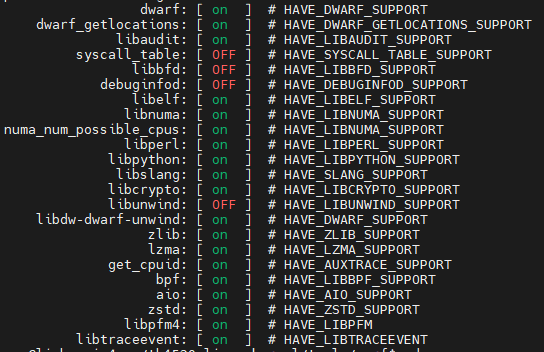 dwarf: [ on ] # HAVE_DWARF_SUPPORT
dwarf_getlocations: [ on ] # HAVE_DWARF_GETLOCATIONS_SUPPORT
libaudit: [ on ] # HAVE_LIBAUDIT_SUPPORT
syscall_table: [ OFF ] # HAVE_SYSCALL_TABLE_SUPPORT
libbfd: [ OFF ] # HAVE_LIBBFD_SUPPORT
debuginfod: [ OFF ] # HAVE_DEBUGINFOD_SUPPORT
libelf: [ on ] # HAVE_LIBELF_SUPPORT
libnuma: [ on ] # HAVE_LIBNUMA_SUPPORT
numa_num_possible_cpus: [ on ] # HAVE_LIBNUMA_SUPPORT
libperl: [ on ] # HAVE_LIBPERL_SUPPORT
libpython: [ on ] # HAVE_LIBPYTHON_SUPPORT
libslang: [ on ] # HAVE_SLANG_SUPPORT
libcrypto: [ on ] # HAVE_LIBCRYPTO_SUPPORT
libunwind: [ OFF ] # HAVE_LIBUNWIND_SUPPORT
libdw-dwarf-unwind: [ on ] # HAVE_DWARF_SUPPORT
zlib: [ on ] # HAVE_ZLIB_SUPPORT
lzma: [ on ] # HAVE_LZMA_SUPPORT
get_cpuid: [ on ] # HAVE_AUXTRACE_SUPPORT
bpf: [ on ] # HAVE_LIBBPF_SUPPORT
aio: [ on ] # HAVE_AIO_SUPPORT
zstd: [ on ] # HAVE_ZSTD_SUPPORT
libpfm4: [ on ] # HAVE_LIBPFM
libtraceevent: [ on ] # HAVE_LIBTRACEEVENT